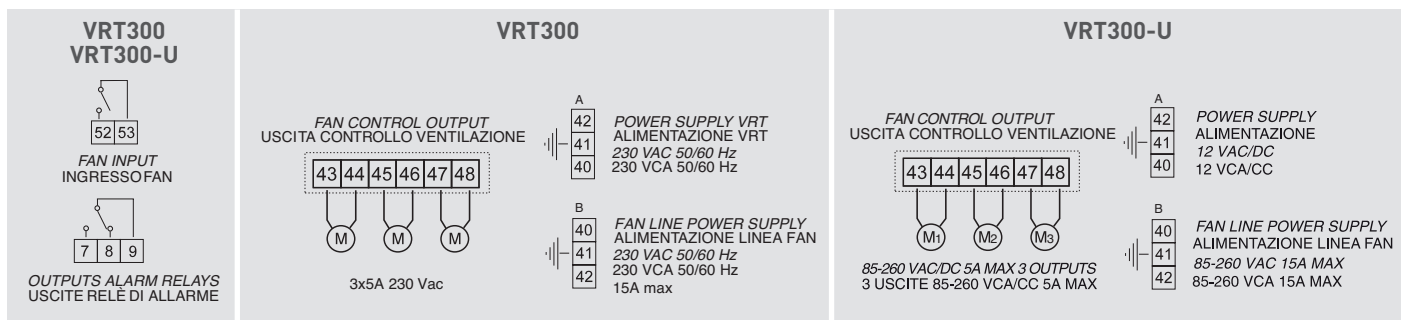 VRT300
VRT300-U
52 53
FAN INPUT
INGRESSO FAN
7 8 9
OUTPUTS ALARM RELAYS
USCITE RELÈ DI ALLARME
VRT300
FAN CONTROL OUTPUT
USCITA CONTROLLO VENTILAZIONE
43 44 45 46 47 48
M M M
3x5A 230 Vac
A
42
41
40
POWER SUPPLY VRT
ALIMENTAZIONE VRT
230 VAC 50/60 Hz
230 VCA 50/60 Hz
B
40
41
42
FAN LINE POWER SUPPLY
ALIMENTAZIONE LINEA FAN
230 VAC 50/60 Hz
230 VCA 50/60 Hz
15A max
VRT300-U
FAN CONTROL OUTPUT
USCITA CONTROLLO VENTILAZIONE
43 44 45 46 47 48
M1 M2 M3
85-260 VAC/DC 5A MAX 3 OUTPUTS
3 USCITE 85-260 VCA/CC 5A MAX
A
42
41
40
POWER SUPPLY
ALIMENTAZIONE
12 VAC/DC
12 VCA/CC
B
40
41
42
FAN LINE POWER SUPPLY
ALIMENTAZIONE LINEA FAN
85-260 VAC 15A MAX
85-260 VCA 15A MAX